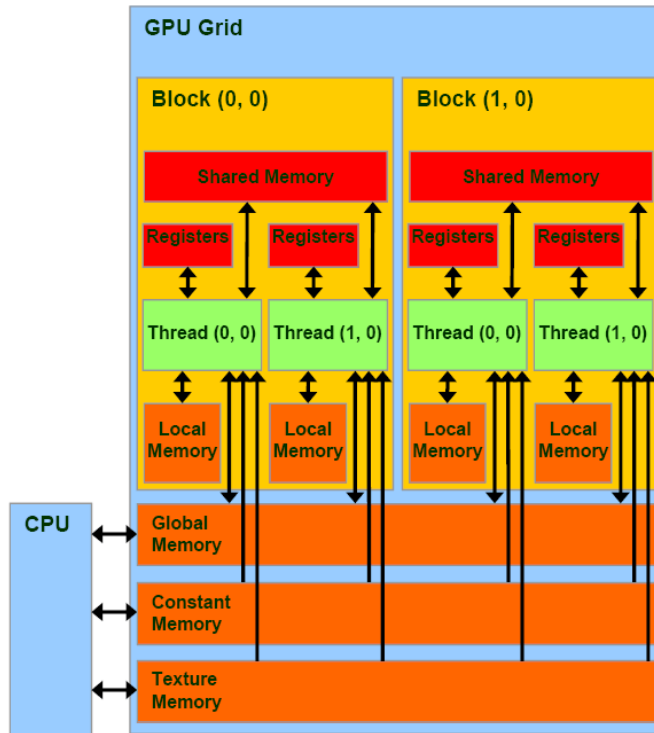 GPU Grid
Block (0, 0)
Block (1, 0)
Shared Memory
Shared Memory
Registers
Registers
Registers
Registers
Thread (0, 0)
Thread (1, 0)
Thread (0, 0)
Thread (1, 0)
Local
Memory
Local
Memory
Local
Memory
Local
Memory
CPU
Global
Memory
Constant
Memory
Texture
Memory